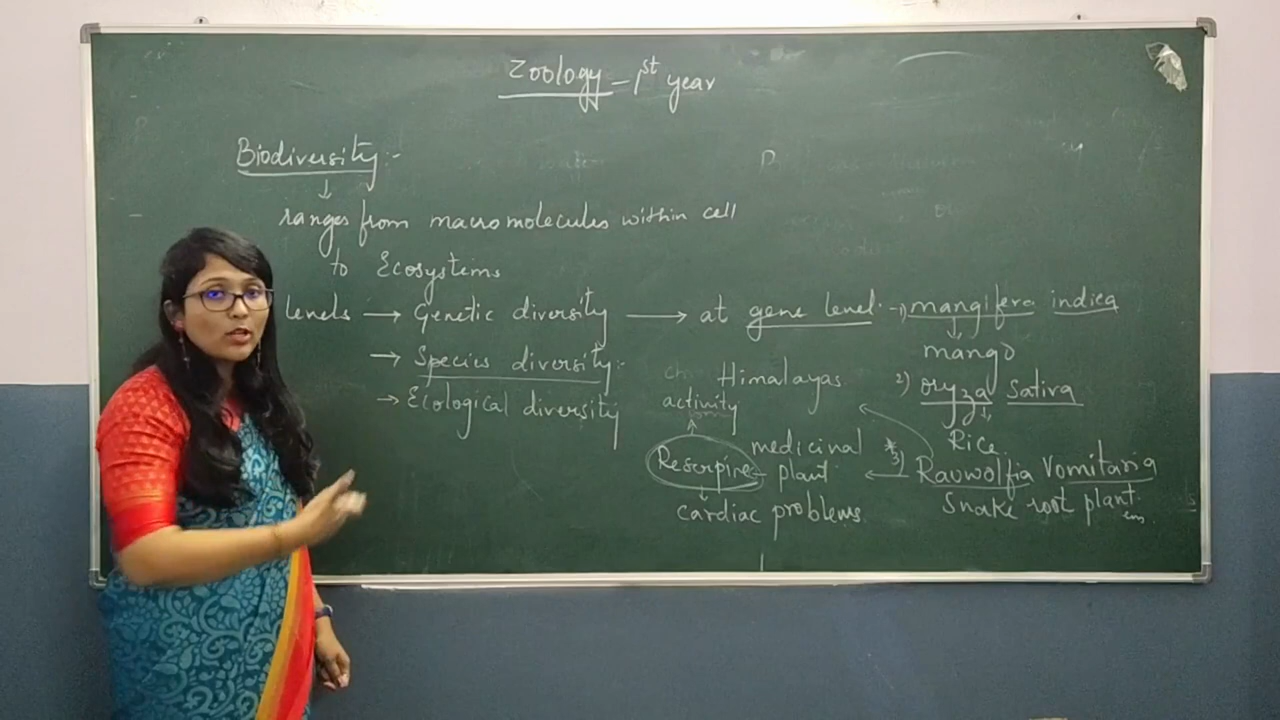 Zoology - 1st year
Biodiversity:-
↓
ranges from macromolecules within cell
to Ecosystems
levels → Genetic diversity → at gene level. 1) mangifera indica
↓
mango
→ Species diversity:-
Himalayas
2) oryza Sativa
↓
Rice
→ Ecological diversity
activity
↑
Reserpine ← medicinal plant ← * 3) Rauwolfia Vomitaria
Snake root plant
↓
cardiac problems.